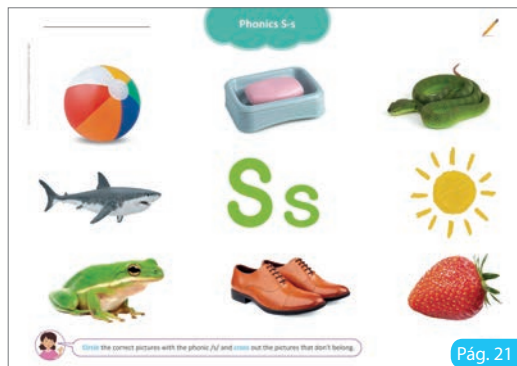 Phonics S-s
Ss
Circle the correct pictures with the phonic /s/ and cross out the pictures that don't belong.
Pág. 21